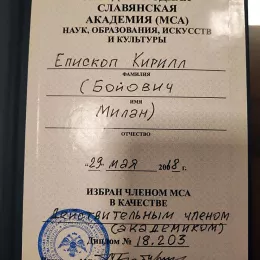 СЛАВЯНСКАЯ
АКАДЕМИЯ (МСА)
НАУК, ОБРАЗОВАНИЯ, ИСКУССТВ
И КУЛЬТУРЫ
Епископ Кирилл
ФАМИЛИЯ
(Бойович
ИМЯ
Милан)
ОТЧЕСТВО
«29» мая 2008 г.
ИЗБРАН ЧЛЕНОМ МСА
В КАЧЕСТВЕ
действительным членом
(академиком)
Диплом № 18.203